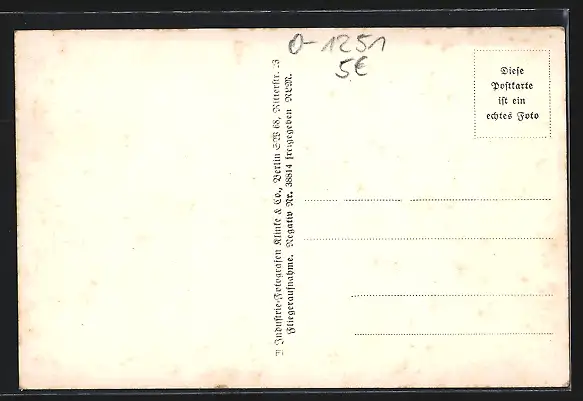 0-1251
5€
Diese
Postkarte
ist ein
echtes Foto
Industrie-Fotografen Klinke & Co., Berlin SW 68, Ritterstr. 23
Fliegeraufnahme. Negativ Nr. 38814 freigegeben RLM.